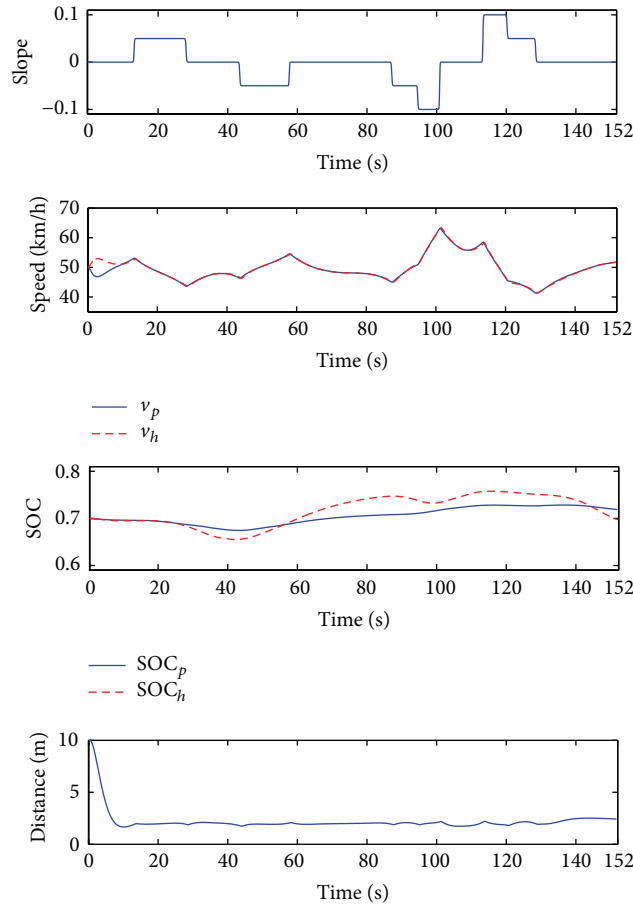 Slope
0.1
0
−0.1
0 20 40 60 80 100 120 140 152
Time (s)
Speed (km/h)
70
60
50
40
0 20 40 60 80 100 120 140 152
Time (s)
v_p
v_h
SOC
0.8
0.7
0.6
0 20 40 60 80 100 120 140 152
Time (s)
SOC_p
SOC_h
Distance (m)
10
5
0
0 20 40 60 80 100 120 140 152
Time (s)